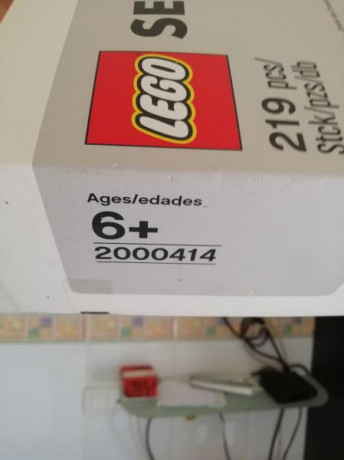 LEGO
SE
219 pcs/
Stck/pzs/db
Ages/edades
6+
2000414